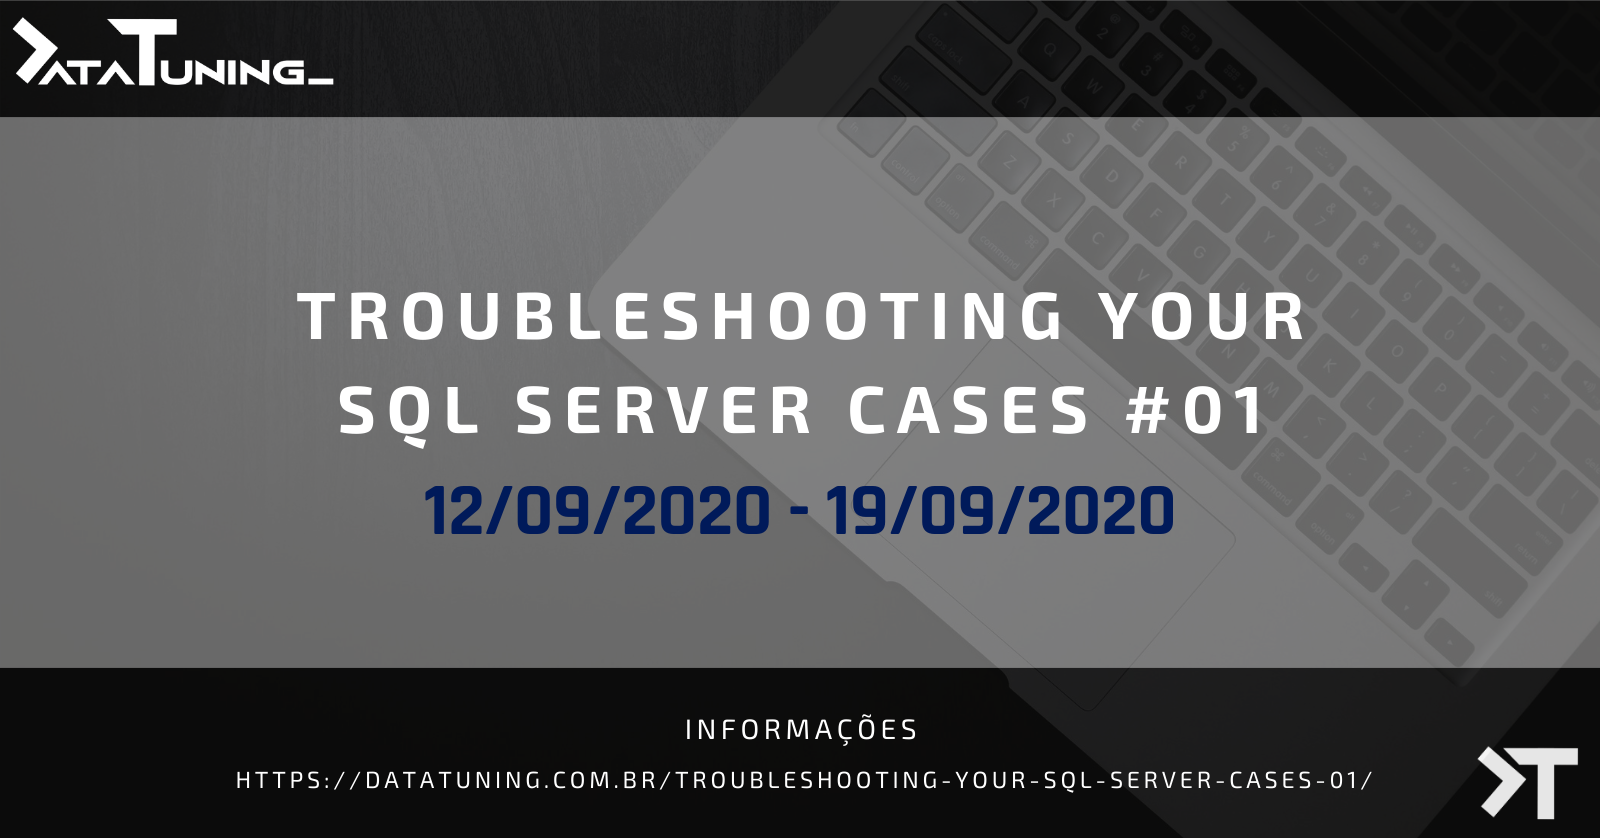 DATATUNING_
TROUBLESHOOTING YOUR
SQL SERVER CASES #01
12/09/2020 - 19/09/2020
INFORMAÇÕES
HTTPS://DATATUNING.COM.BR/TROUBLESHOOTING-YOUR-SQL-SERVER-CASES-01/